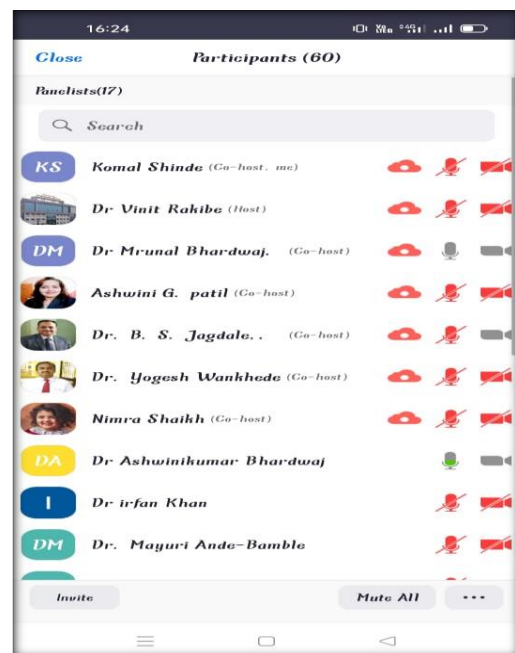 16:24
Close Participants (60)
Panelists(17)
Search
KS Komal Shinde (Co-host, me)
Dr Vinit Rakibe (Host)
DM Dr Mrunal Bhardwaj. (Co-host)
Ashwini G. patil (Co-host)
Dr. B. S. Jagdale. . (Co-host)
Dr. Yogesh Wankhede (Co-host)
Nimra Shaikh (Co-host)
DA Dr Ashwinikumar Bhardwaj
I Dr irfan Khan
DM Dr. Mayuri Ande-Bamble
Invite Mute All ...